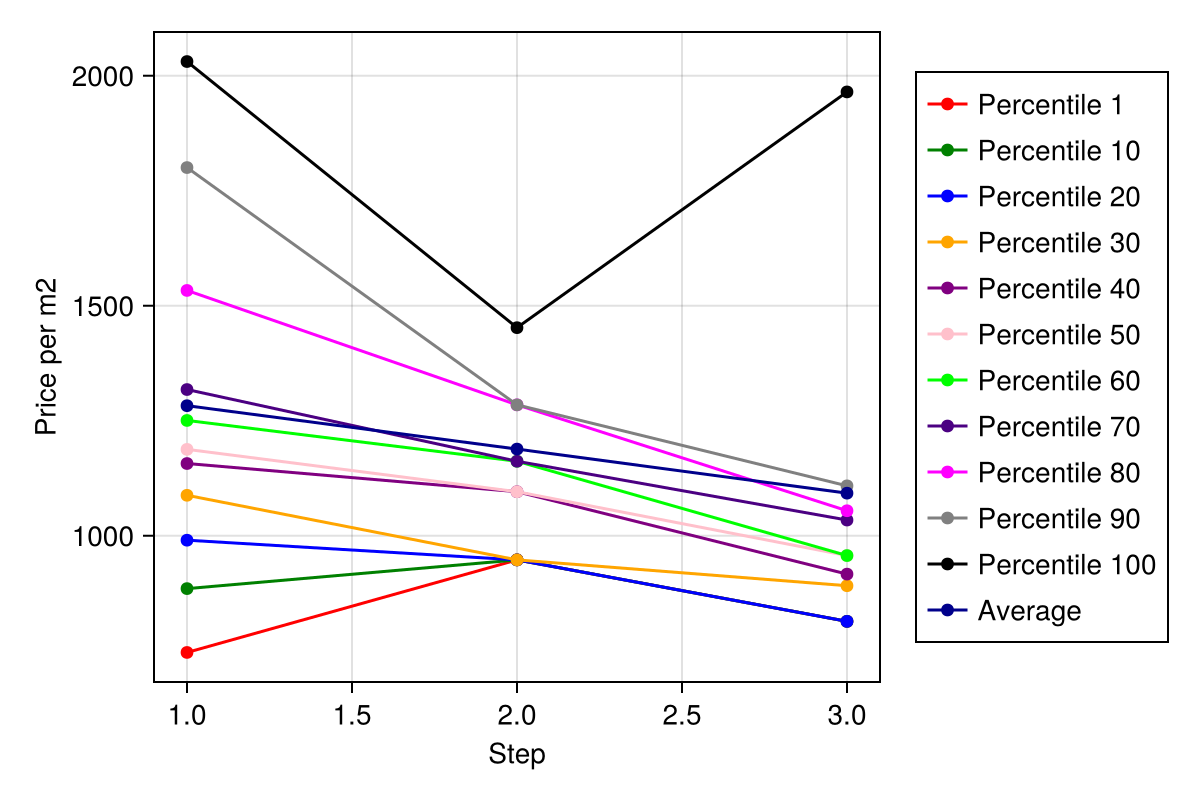 Price per m2
2000
1500
1000
1.0 1.5 2.0 2.5 3.0
Step
Percentile 1
Percentile 10
Percentile 20
Percentile 30
Percentile 40
Percentile 50
Percentile 60
Percentile 70
Percentile 80
Percentile 90
Percentile 100
Average